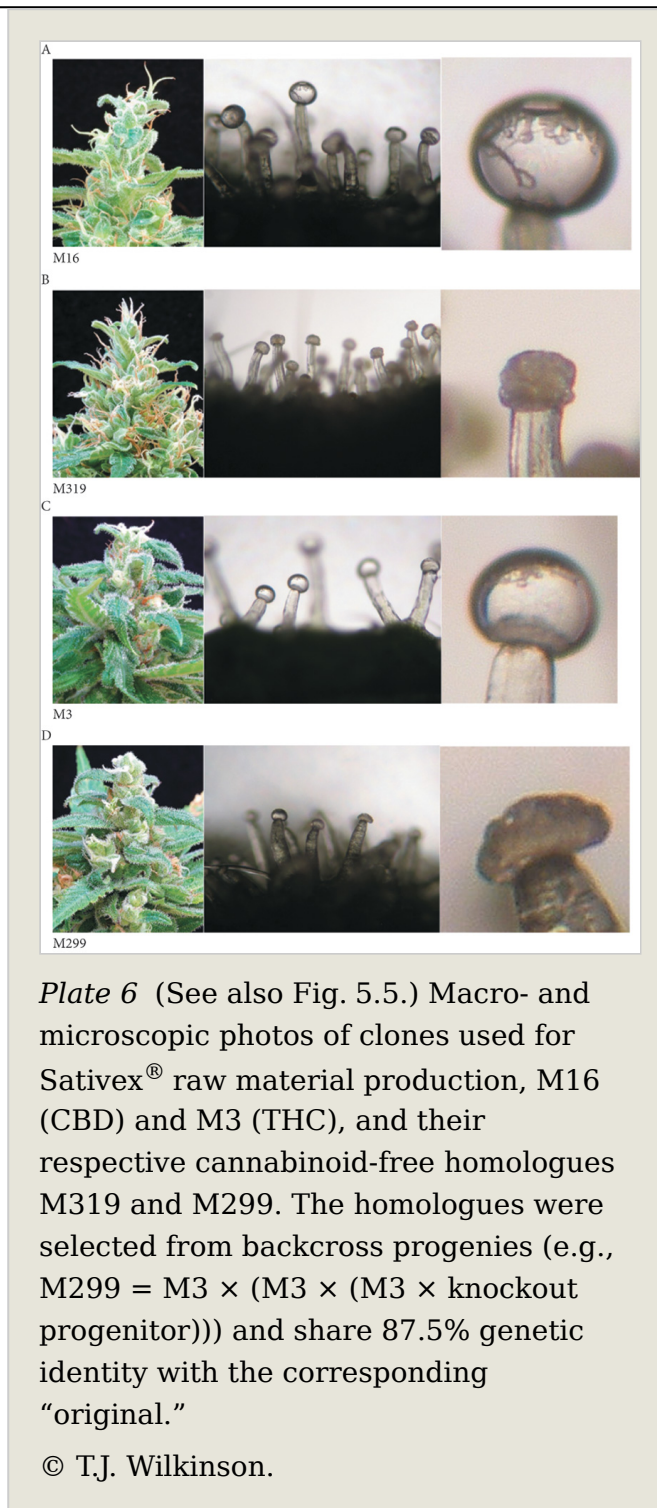 A
M16
B
M319
C
M3
D
M299
Plate 6 (See also Fig. 5.5.) Macro- and
microscopic photos of clones used for
Sativex® raw material production, M16
(CBD) and M3 (THC), and their
respective cannabinoid-free homologues
M319 and M299. The homologues were
selected from backcross progenies (e.g.,
M299 = M3 × (M3 × (M3 × knockout
progenitor))) and share 87.5% genetic
identity with the corresponding
“original.”
© T.J. Wilkinson.